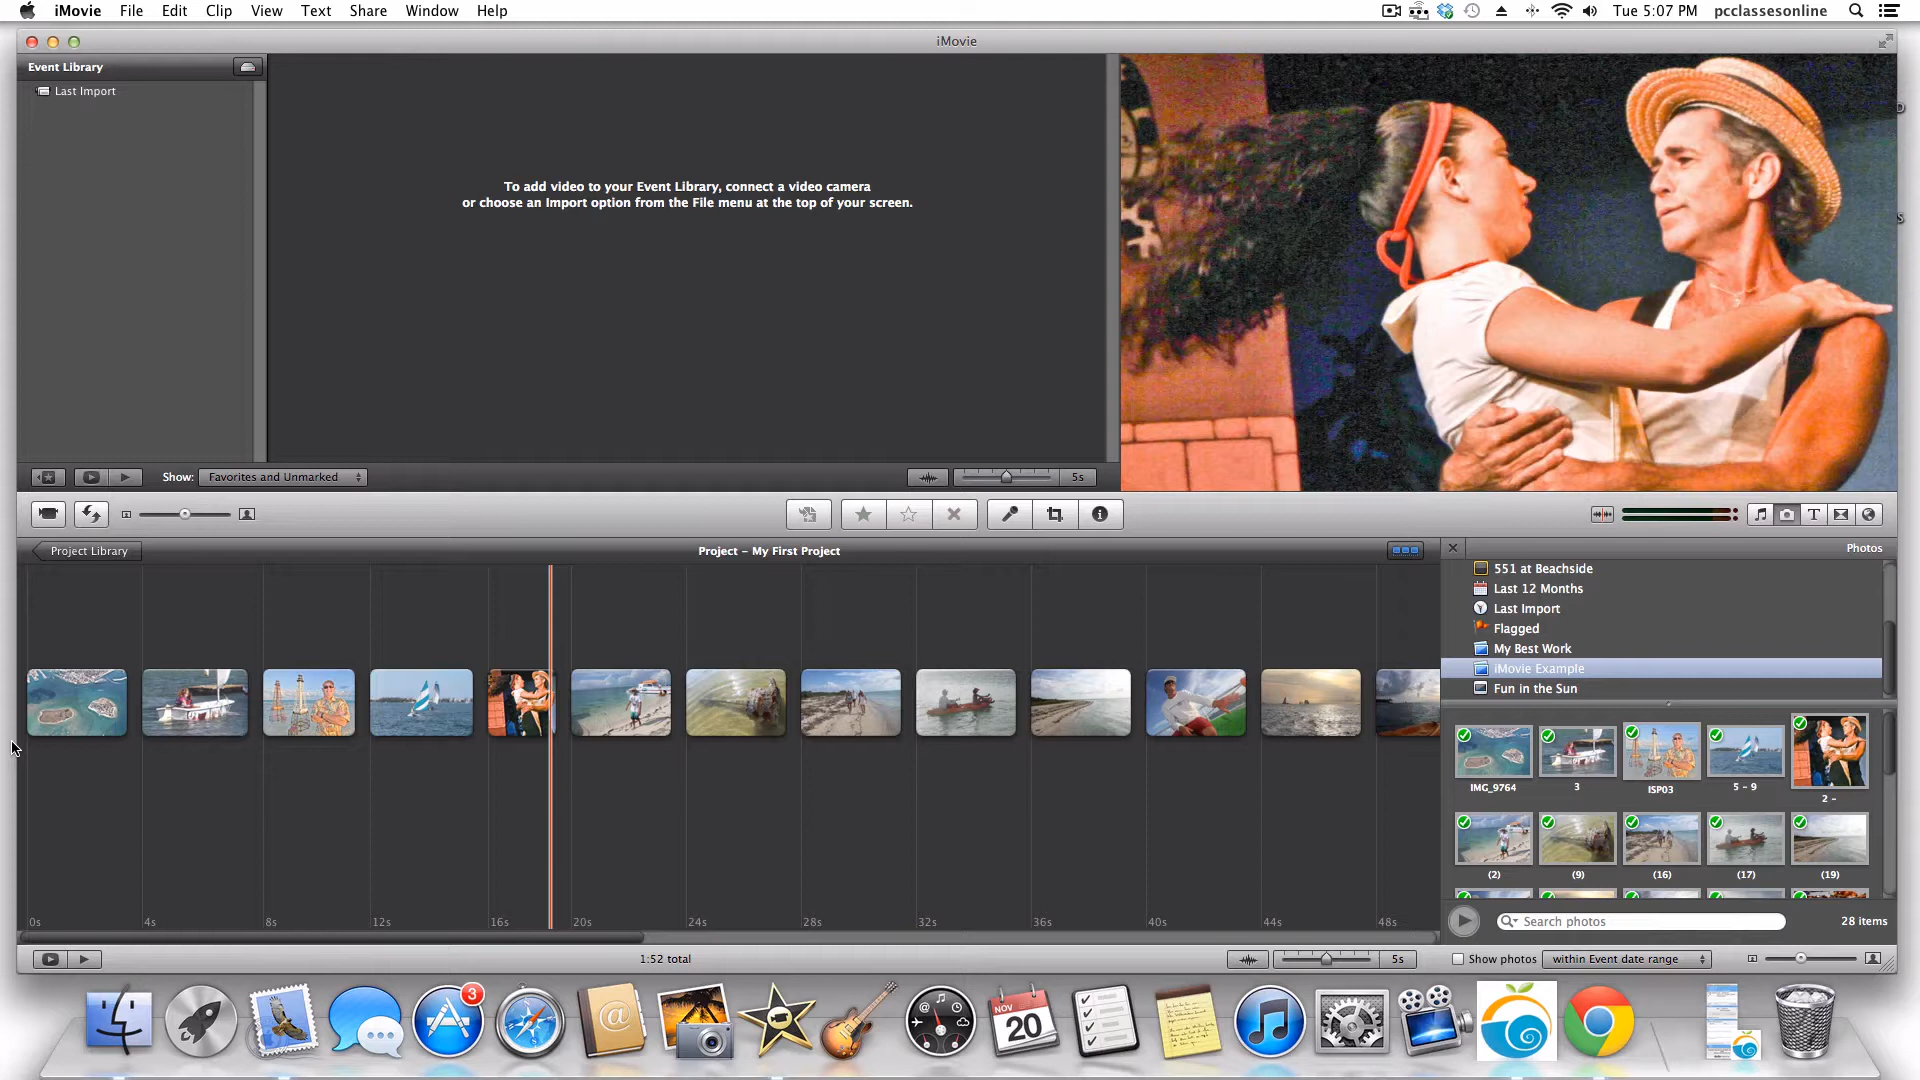 iMovie File Edit Clip View Text Share Window Help Tue 5:07 PM pcclassesonline
iMovie
Event Library
Last Import
To add video to your Event Library, connect a video camera
or choose an Import option from the File menu at the top of your screen.
Show: Favorites and Unmarked 5s
Project Library Project - My First Project
Photos
551 at Beachside
Last 12 Months
Last Import
Flagged
My Best Work
iMovie Example
Fun in the Sun
IMG_9764 3 ISP03 5 - 9 2 -
(2) (9) (16) (17) (19)
0s 4s 8s 12s 16s 20s 24s 28s 32s 36s 40s 44s 48s
Search photos 28 items
1:52 total 5s Show photos within Event date range
3
NOV
20